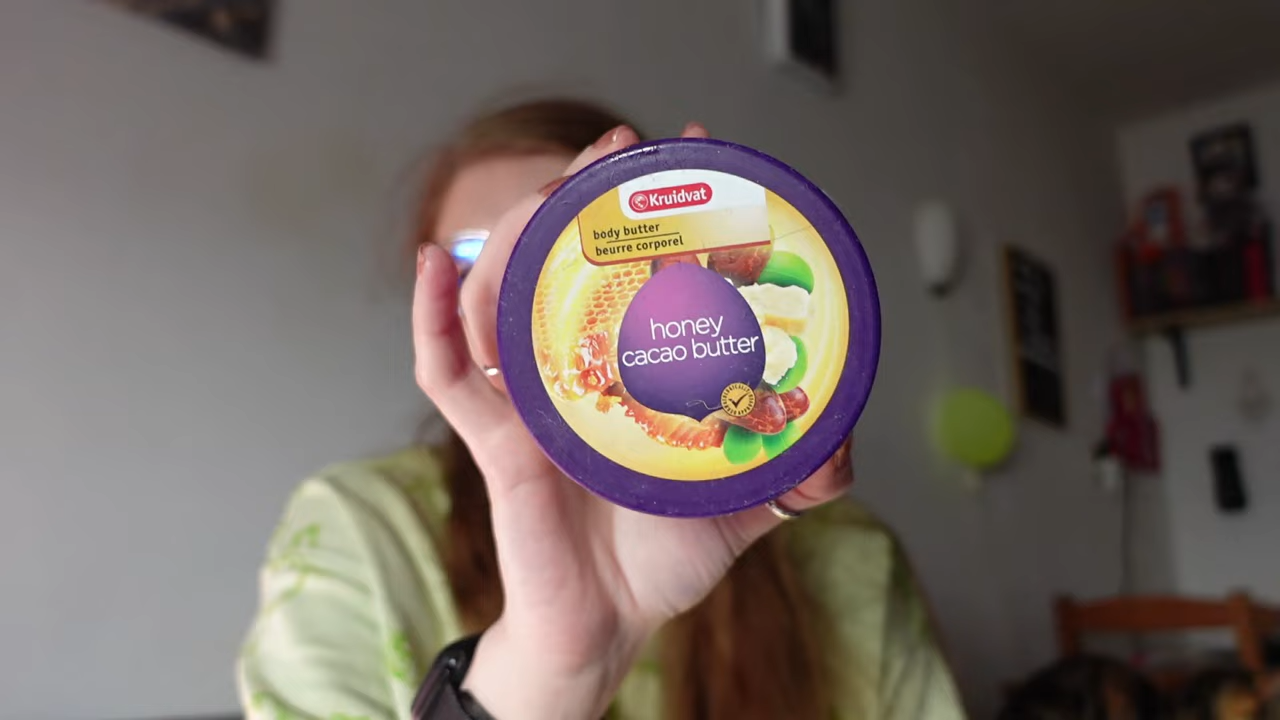 Kruidvat
body butter
beurre corporel
honey
cacao butter